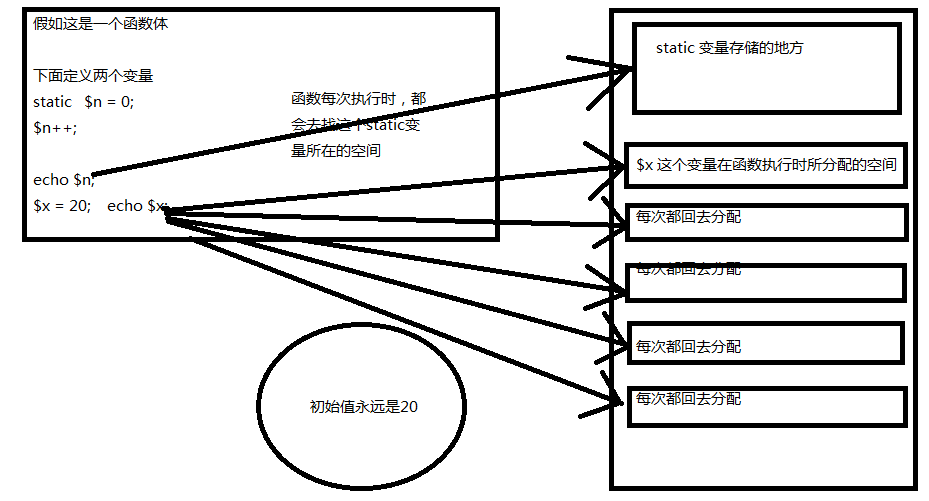 假如这是一个函数体
下面定义两个变量
static $n = 0;
$n++;
echo $n;
$x = 20; echo $x;
函数每次执行时，都
会去找这个static变
量所在的空间
static 变量存储的地方
$x 这个变量在函数执行时所分配的空间
每次都回去分配
每次都回去分配
每次都回去分配
每次都回去分配
初始值永远是20